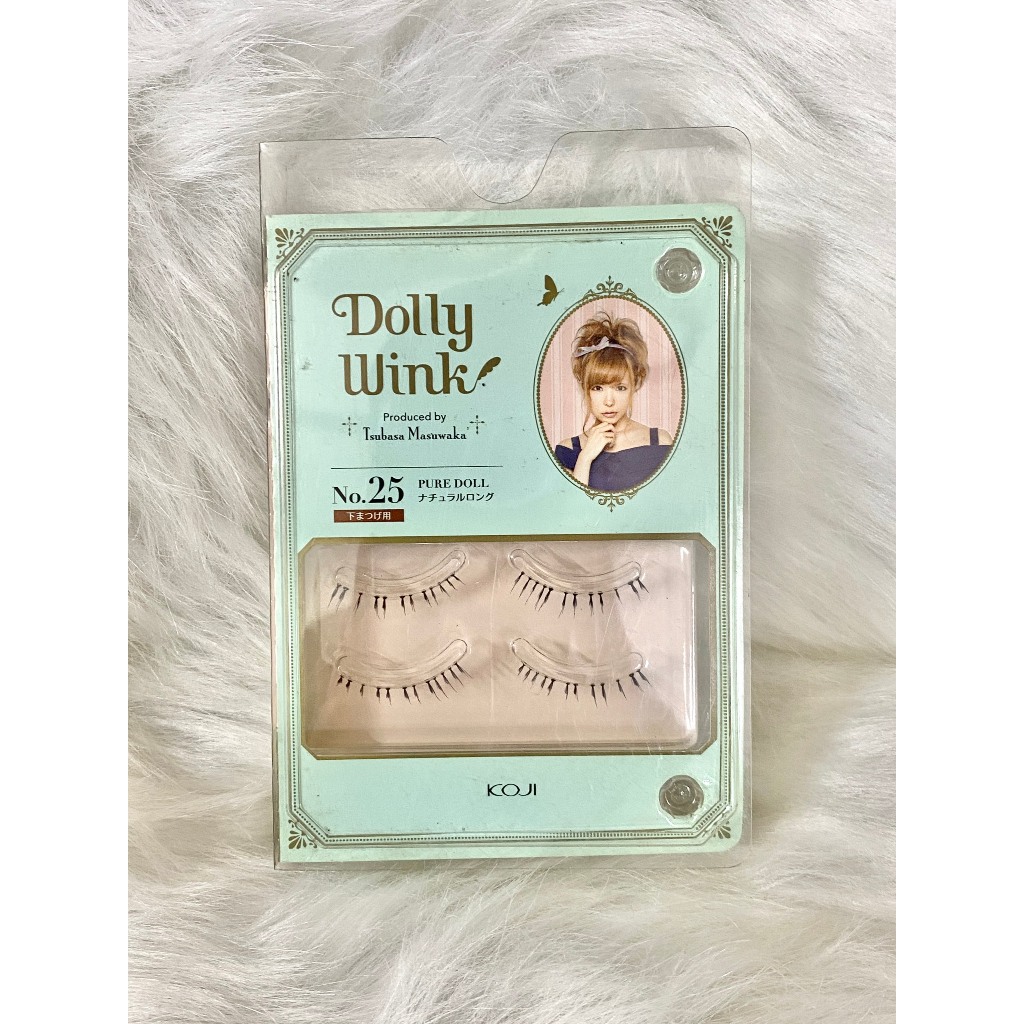 Dolly
Wink
Produced by
Tsubasa Masuwaka
No.25
PURE DOLL
ナチュラルロング
下まつげ用
KOJI